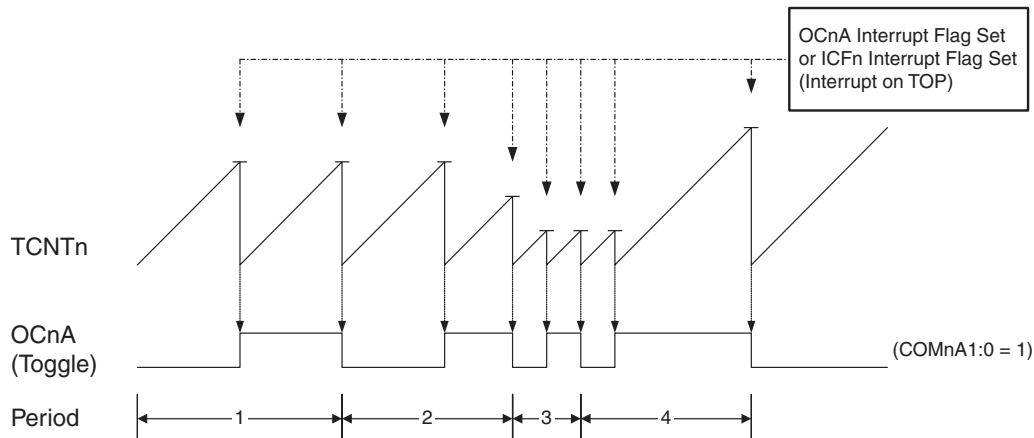 OCnA Interrupt Flag Set
or ICFn Interrupt Flag Set
(Interrupt on TOP)
TCNTn
OCnA
(Toggle)
(COMnA1:0 = 1)
Period
1
2
3
4